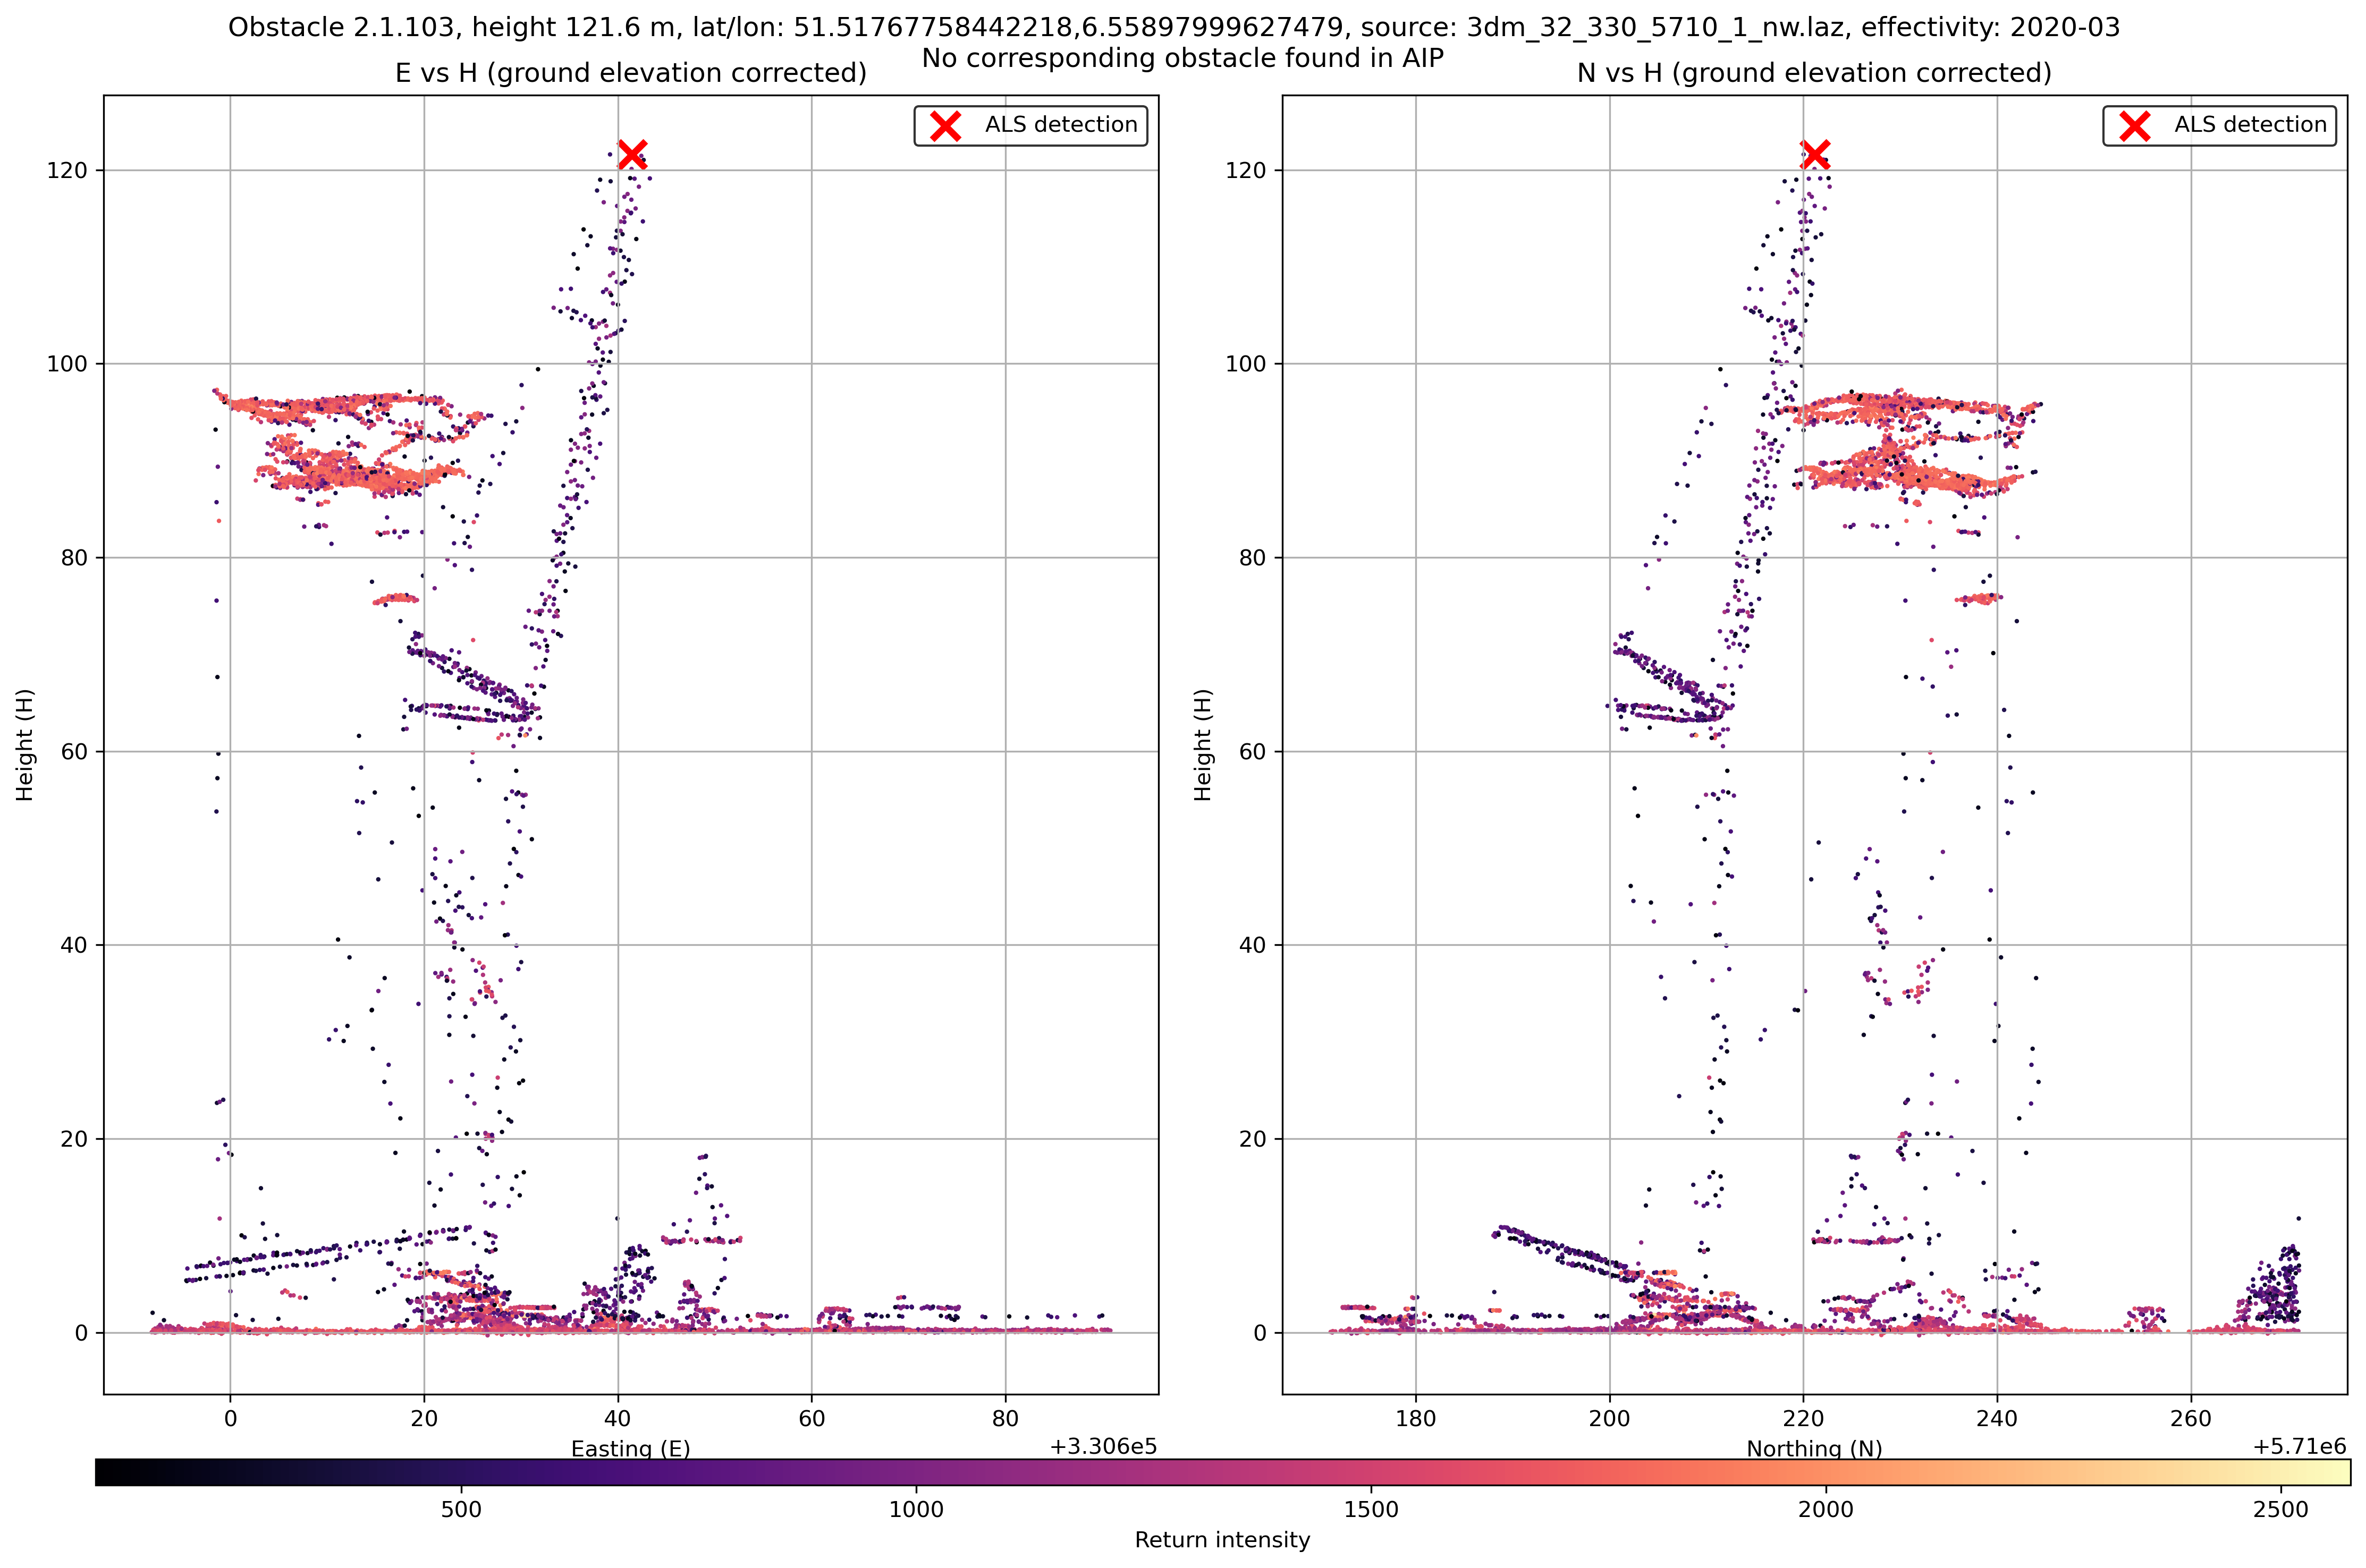 Obstacle 2.1.103, height 121.6 m, lat/lon: 51.51767758442218,6.55897999627479, source: 3dm_32_330_5710_1_nw.laz, effectivity: 2020-03
No corresponding obstacle found in AIP
E vs H (ground elevation corrected)
ALS detection
120
100
80
60
40
20
0
Height (H)
0 20 40 60 80
Easting (E)
+3.306e5
N vs H (ground elevation corrected)
ALS detection
120
100
80
60
40
20
0
Height (H)
180 200 220 240 260
Northing (N)
+5.71e6
500 1000 1500 2000 2500
Return intensity